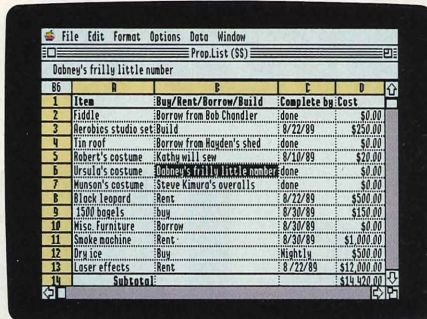 File Edit Format Options Data Window
Prop.List ($$)
Dabney's frilly little number
B6 A B C D
1 Item Buy/Rent/Borrow/Build Complete by Cost
2 Fiddle Borrow from Bob Chandler done $0.00
3 Aerobics studio set Build 8/22/89 $250.00
4 Tin roof Borrow from Hayden's shed done $0.00
5 Robert's costume Kathy will sew 8/10/89 $20.00
6 Ursula's costume Dabney's frilly little number done $0.00
7 Munson's costume Steve Kimura's overalls done $0.00
8 Black leopard Rent 8/22/89 $500.00
9 1500 bagels buy 8/30/89 $150.00
10 Misc. furniture Borrow 8/30/89 $0.00
11 Smoke machine Rent 8/30/89 $1,000.00
12 Dry ice Buy Nightly $500.00
13 Laser effects Rent 8/22/89 $12,000.00
14 Subtotal $14,420.00